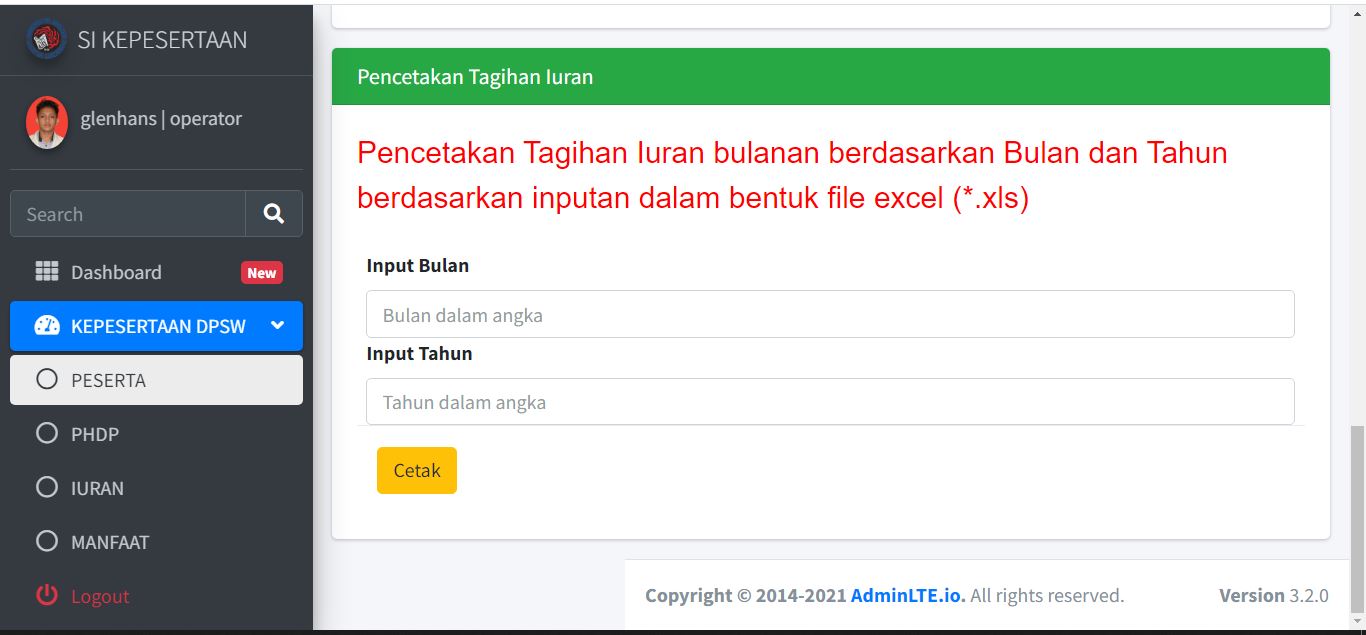 SI KEPESERTAAN
glenhans | operator
Search
Dashboard
New
KEPESERTAAN DPSW
PESERTA
PHDP
IURAN
MANFAAT
Logout
Pencetakan Tagihan Iuran
Pencetakan Tagihan Iuran bulanan berdasarkan Bulan dan Tahun
berdasarkan inputan dalam bentuk file excel (*.xls)
Input Bulan
Bulan dalam angka
Input Tahun
Tahun dalam angka
Cetak
Copyright © 2014-2021 AdminLTE.io. All rights reserved.
Version 3.2.0